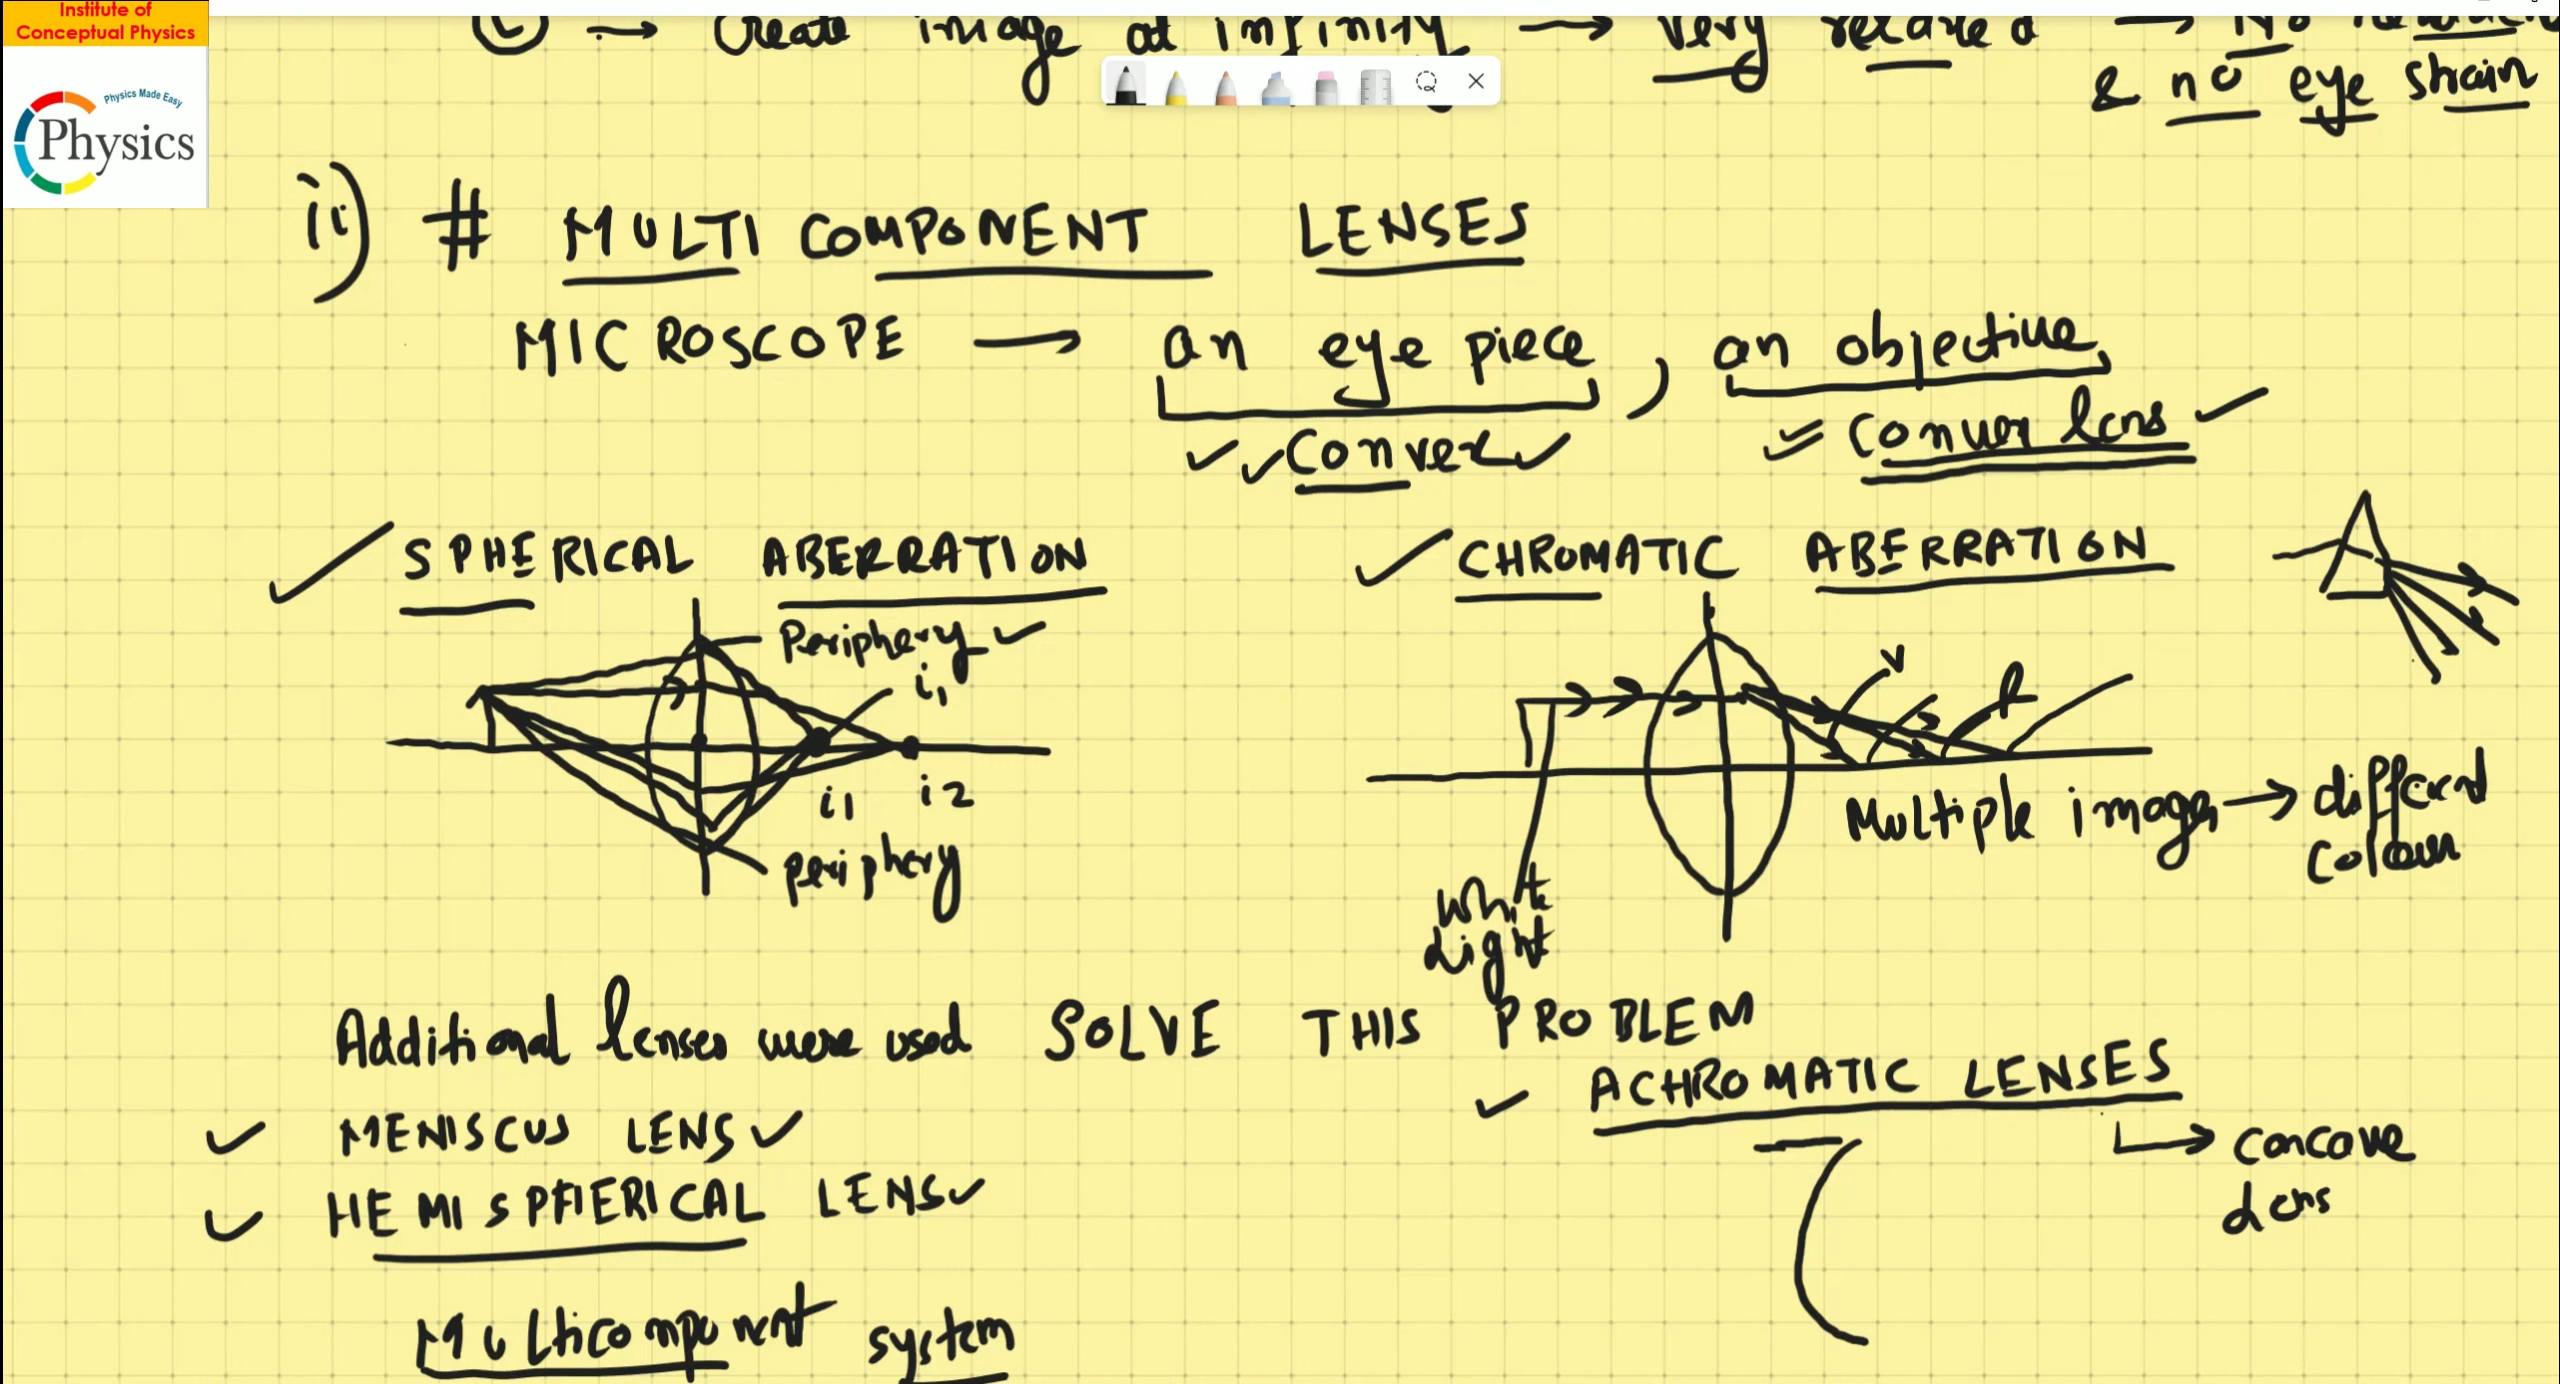 Institute of
Conceptual Physics
Physics Made Easy
Physics
→ Create image at infinity → very relaxed →
& no eye strain
ii) # MULTI COMPONENT LENSES
MICROSCOPE → an eye piece, an objective
✓ ✓ Convex ✓
Convex lens ✓
✓ SPHERICAL ABERRATION
✓ CHROMATIC ABERRATION
Periphery ✓
i1
i1 i2
periphery
V
Multiple images → different
colour
White
Light
Additional lenses were used SOLVE THIS PROBLEM
✓ MENISCUS LENS ✓
✓ HEMISPHERICAL LENS ✓
Multicomponent system
✓ ACHROMATIC LENSES
→ concave
Lens